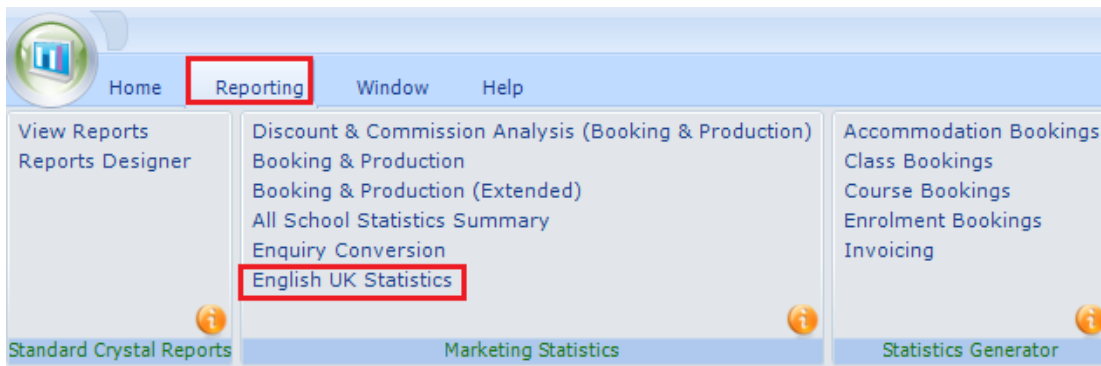 Home Reporting Window Help
View Reports
Reports Designer
Standard Crystal Reports
Discount & Commission Analysis (Booking & Production)
Booking & Production
Booking & Production (Extended)
All School Statistics Summary
Enquiry Conversion
English UK Statistics
Marketing Statistics
Accommodation Bookings
Class Bookings
Course Bookings
Enrolment Bookings
Invoicing
Statistics Generator